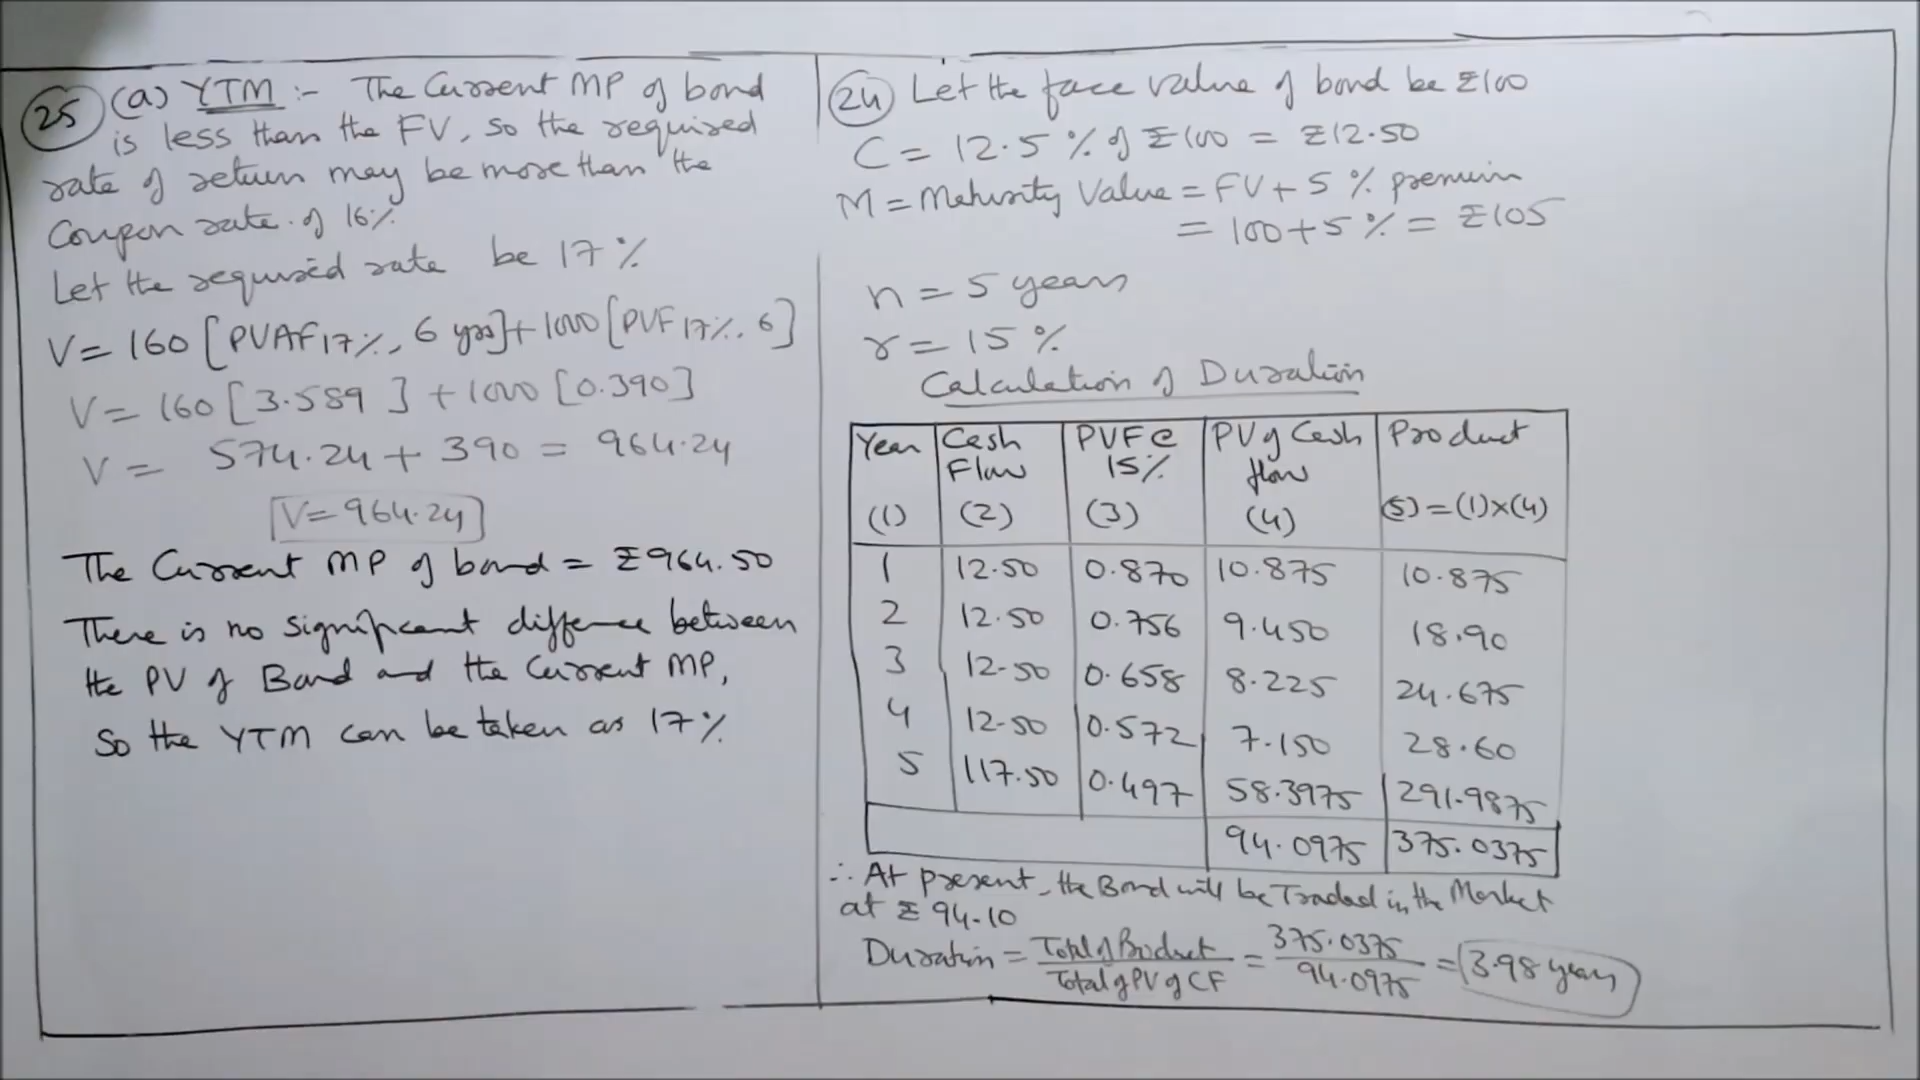 25 (a) YTM :- The Current MP of bond
is less than the FV, so the required
rate of return may be more than the
Coupon rate of 16%.
Let the required rate be 17%
V = 160 [PVAF 17%, 6 yrs] + 1000 [PVF 17%, 6]
V = 160 [3.589] + 1000 [0.390]
V = 574.24 + 390 = 964.24
V = 964.24
The Current MP of bond = ₹964.50
There is no significant difference between
the PV of Bond and the Current MP,
So the YTM can be taken as 17%
24 Let the face value of bond be ₹100
C = 12.5% of ₹100 = ₹12.50
M = Maturity Value = FV + 5% premium
= 100 + 5% = ₹105
n = 5 years
r = 15%
Calculation of Duration
Year Cash PVF@ PV of Cash Product
Flow 15% flow
(1) (2) (3) (4) (5) = (1)×(4)
1 12.50 0.870 10.875 10.875
2 12.50 0.756 9.450 18.90
3 12.50 0.658 8.225 24.675
4 12.50 0.572 7.150 28.60
5 117.50 0.497 58.3975 291.9875
94.0975 375.0375
∴ At present, the Bond will be Traded in the Market
at ₹ 94.10
Duration = Total of Product / Total of PV of CF = 375.0375 / 94.0975 = 3.98 years